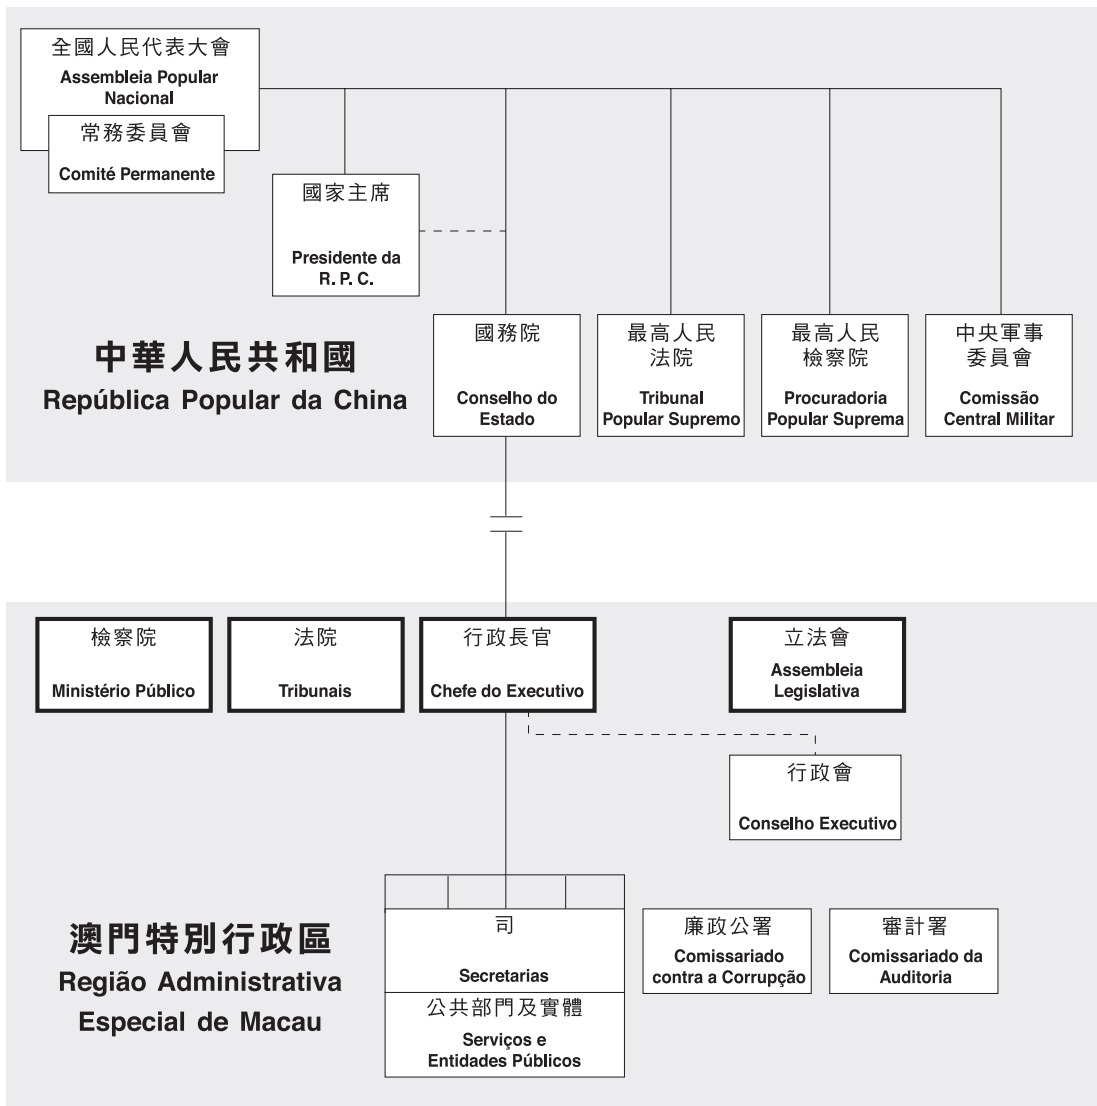 全國人民代表大會
Assembleia Popular
Nacional
常務委員會
Comité Permanente
國家主席
Presidente da
R. P. C.
中華人民共和國
República Popular da China
國務院
Conselho do
Estado
最高人民
法院
Tribunal
Popular Supremo
最高人民
檢察院
Procuradoria
Popular Suprema
中央軍事
委員會
Comissão
Central Militar
檢察院
Ministério Público
法院
Tribunais
行政長官
Chefe do Executivo
立法會
Assembleia
Legislativa
行政會
Conselho Executivo
澳門特別行政區
Região Administrativa
Especial de Macau
司
Secretarias
公共部門及實體
Serviços e
Entidades Públicos
廉政公署
Comissariado
contra a Corrupção
審計署
Comissariado da
Auditoria